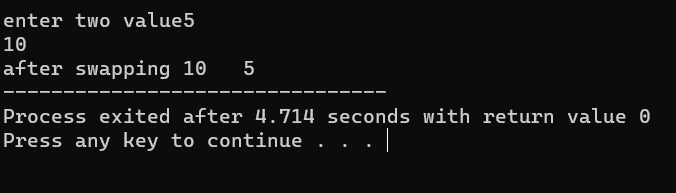 enter two value5
10
after swapping 10   5
--------------------------------
Process exited after 4.714 seconds with return value 0
Press any key to continue . . .